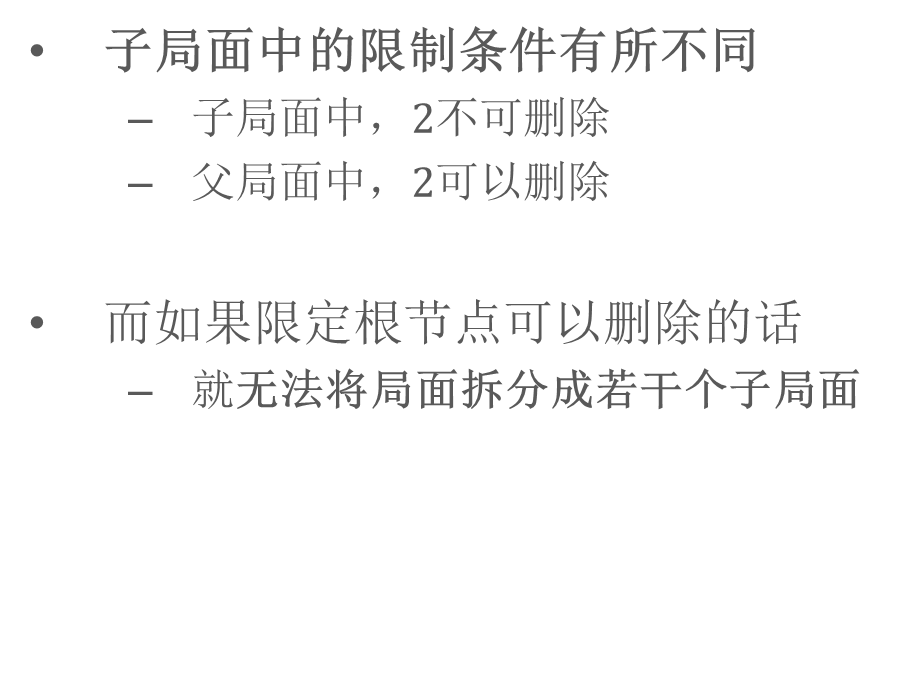 • 子局面中的限制条件有所不同
– 子局面中，2不可删除
– 父局面中，2可以删除
• 而如果限定根节点可以删除的话
– 就无法将局面拆分成若干个子局面